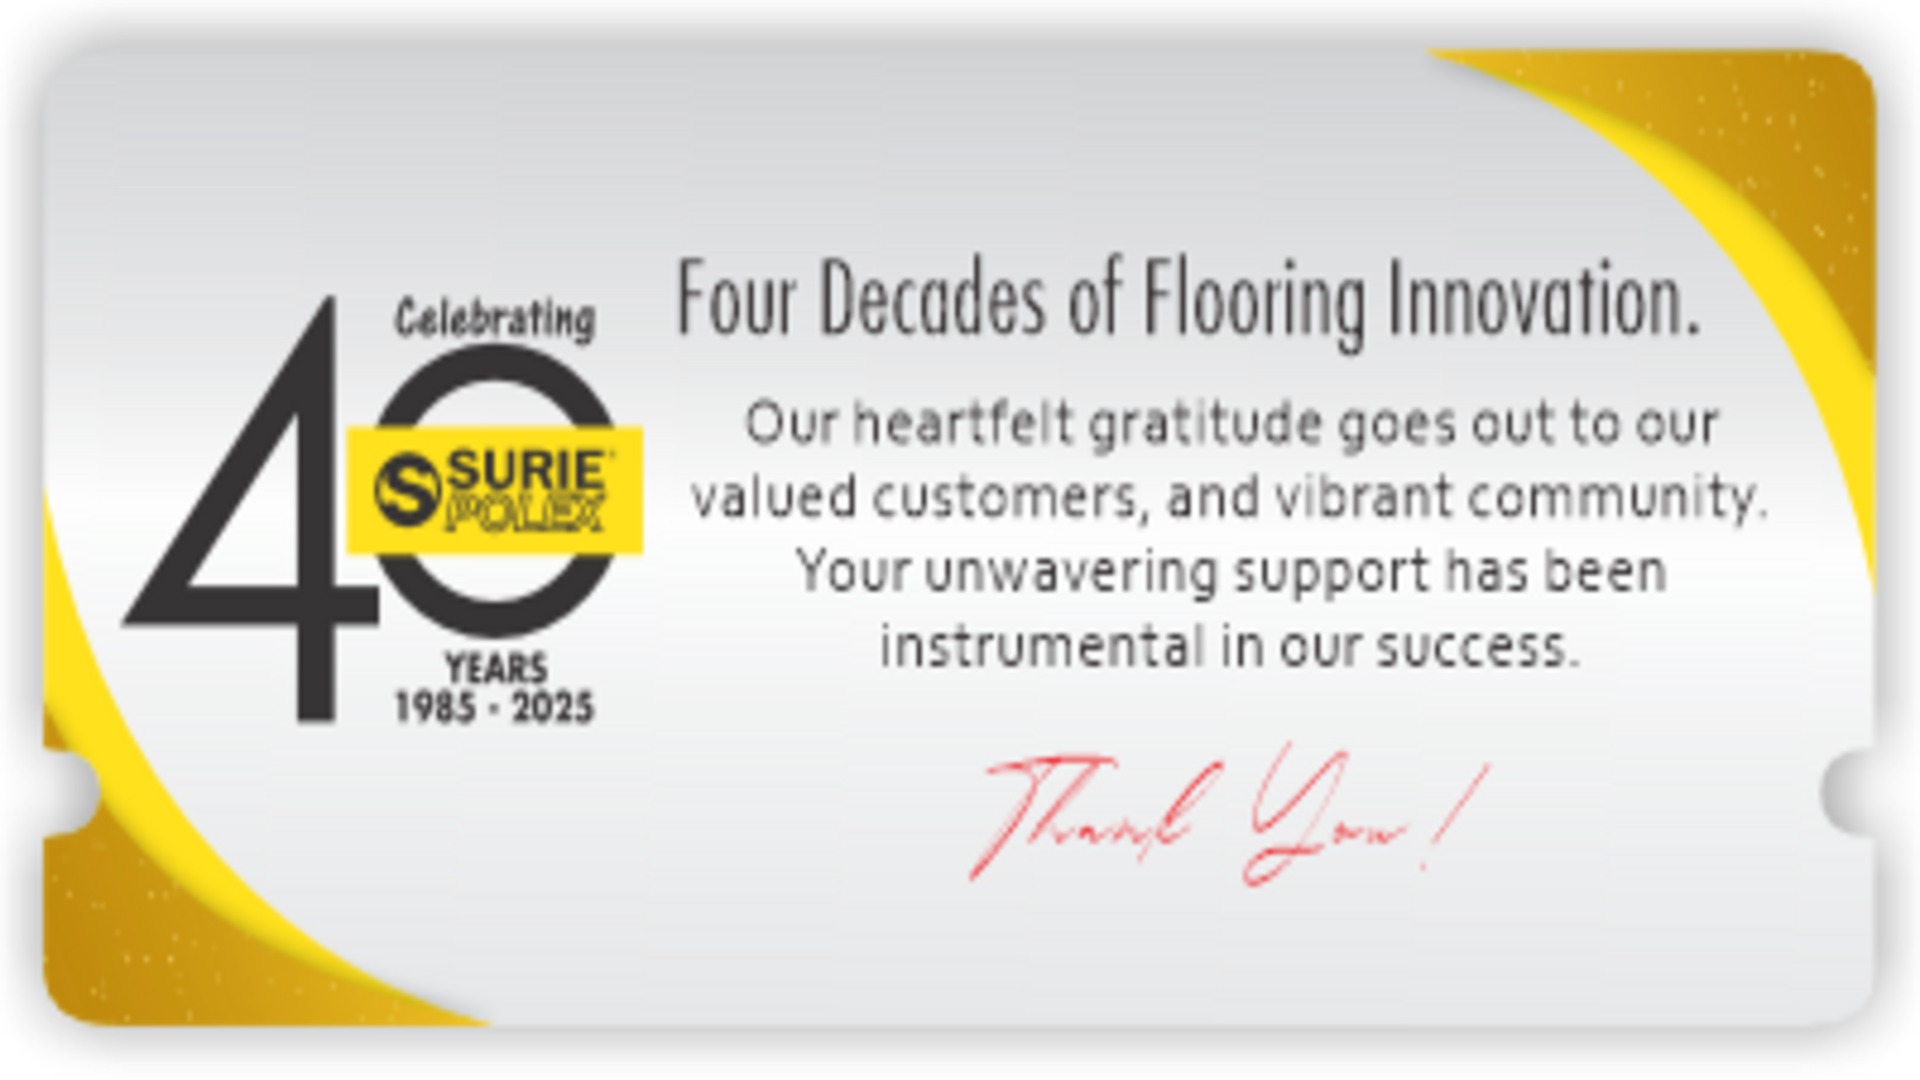 Celebrating
40
SURIE
POLEX
YEARS
1985 - 2025
Four Decades of Flooring Innovation.
Our heartfelt gratitude goes out to our
valued customers, and vibrant community.
Your unwavering support has been
instrumental in our success.
Thank You!